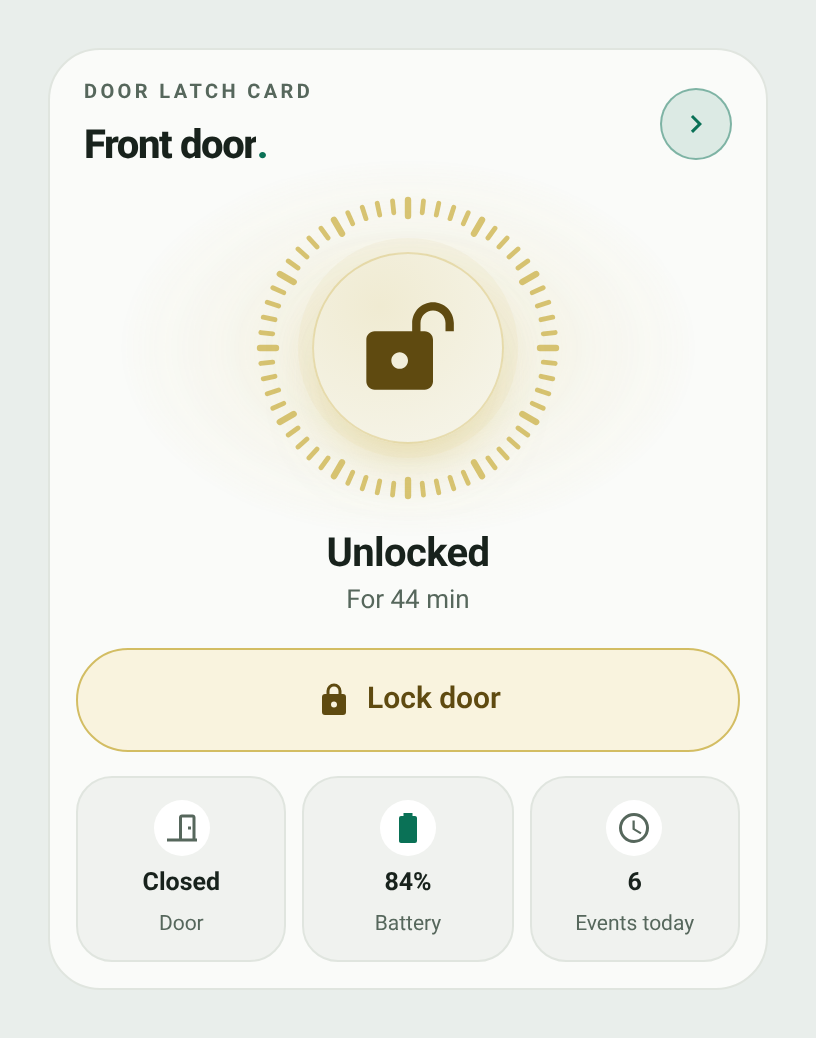 DOOR LATCH CARD
Front door.
Unlocked
For 44 min
Lock door
Closed
Door
84%
Battery
6
Events today